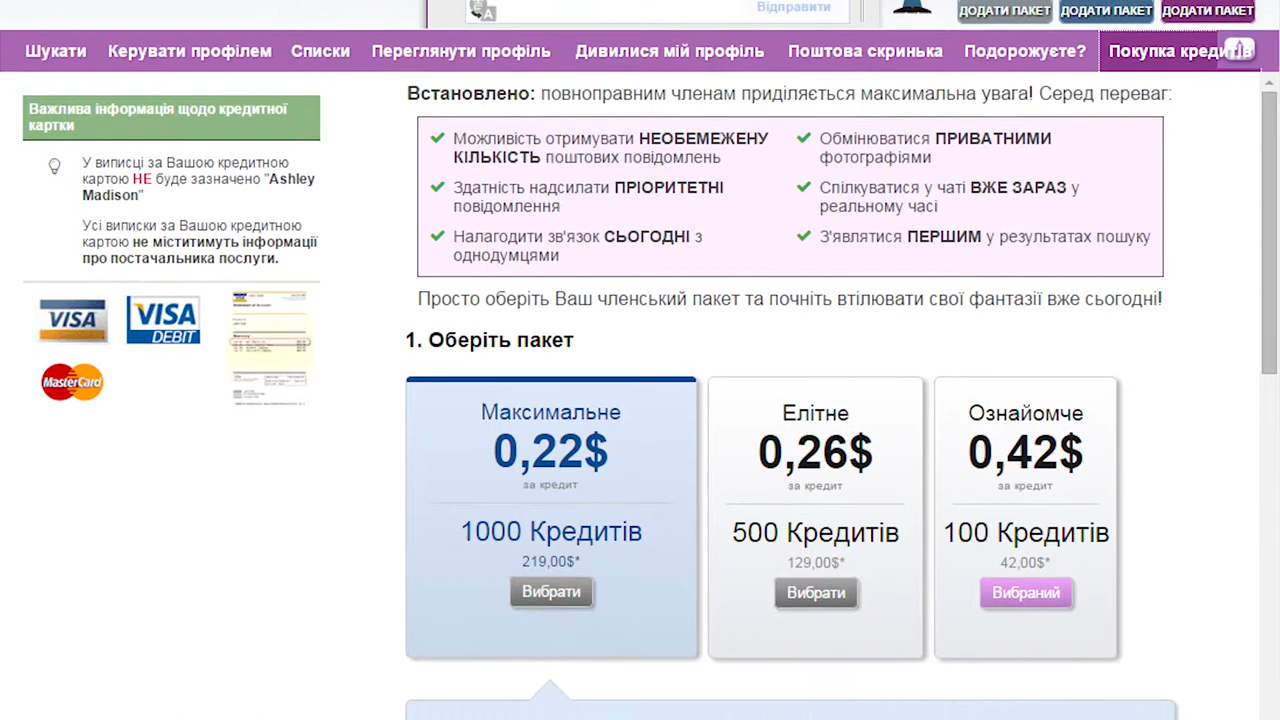 Відправити
ДОДАТИ ПАКЕТ ДОДАТИ ПАКЕТ ДОДАТИ ПАКЕТ
Шукати Керувати профілем Списки Переглянути профіль Дивилися мій профіль Поштова скринька Подорожуєте? Покупка кредитів
Важлива інформація щодо кредитної
картки
У виписці за Вашою кредитною
картою НЕ буде зазначено "Ashley
Madison"
Усі виписки за Вашою кредитною
картою не міститимуть інформації
про постачальника послуги.
VISA VISA
DEBIT
MasterCard
Встановлено: повноправним членам приділяється максимальна увага! Серед переваг:
Можливість отримувати НЕОБЕМЕЖЕНУ
КІЛЬКІСТЬ поштових повідомлень
Здатність надсилати ПРІОРИТЕТНІ
повідомлення
Налагодити зв'язок СЬОГОДНІ з
однодумцями
Обмінюватися ПРИВАТНИМИ
фотографіями
Спілкуватися у чаті ВЖЕ ЗАРАЗ у
реальному часі
З'являтися ПЕРШИМ у результатах пошуку
Просто оберіть Ваш членський пакет та почніть втілювати свої фантазії вже сьогодні!
1. Оберіть пакет
Максимальне
0,22$
за кредит
1000 Кредитів
219,00$*
Вибрати
Елітне
0,26$
за кредит
500 Кредитів
129,00$*
Вибрати
Ознайомче
0,42$
за кредит
100 Кредитів
42,00$*
Вибраний